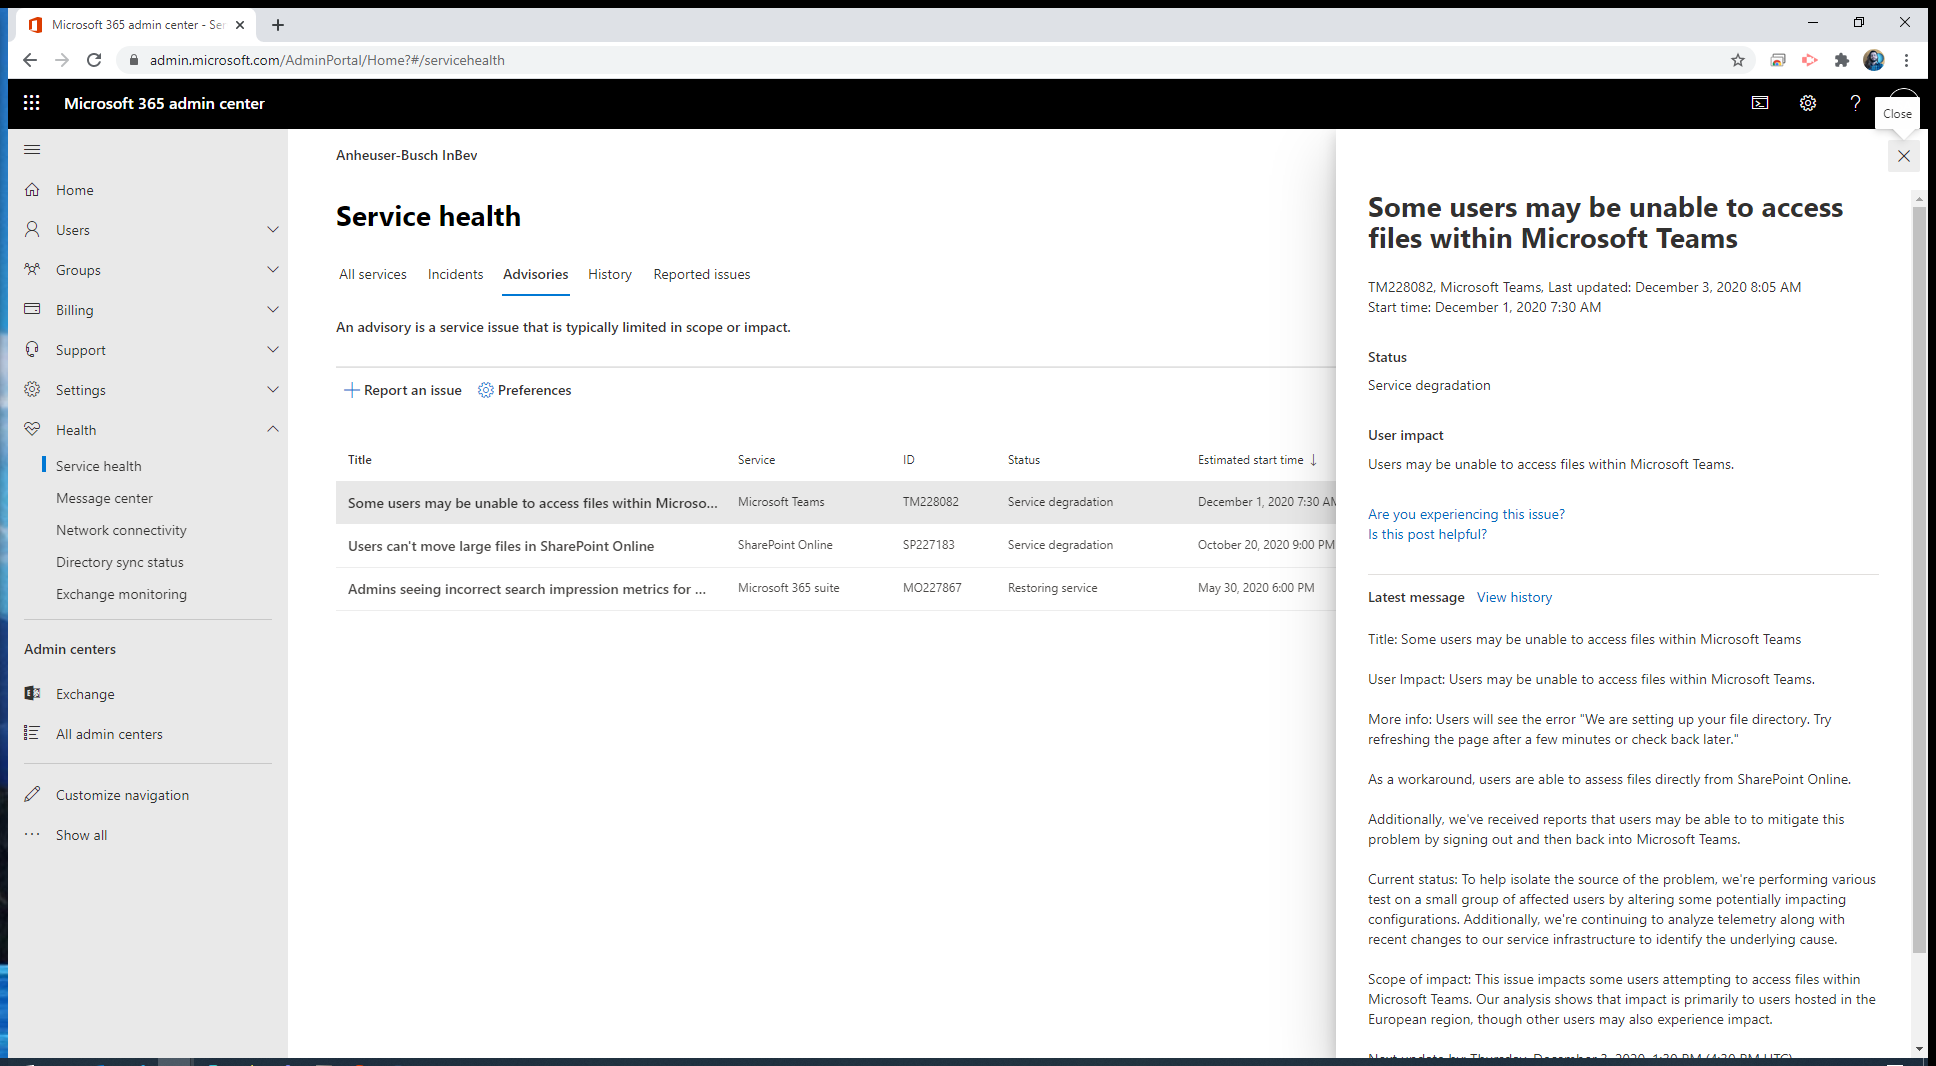 Microsoft 365 admin center - Ser
admin.microsoft.com/AdminPortal/Home?#/servicehealth
Microsoft 365 admin center
?
Close
Home
Users
Groups
Billing
Support
Settings
Health
Service health
Message center
Network connectivity
Directory sync status
Exchange monitoring
Admin centers
Exchange
All admin centers
Customize navigation
Show all
Anheuser-Busch InBev
Service health
All services Incidents Advisories History Reported issues
An advisory is a service issue that is typically limited in scope or impact.
Report an issue Preferences
Title Service ID Status Estimated start time ↓
Some users may be unable to access files within Microso... Microsoft Teams TM228082 Service degradation December 1, 2020 7:30 AM
Users can't move large files in SharePoint Online SharePoint Online SP227183 Service degradation October 20, 2020 9:00 PM
Admins seeing incorrect search impression metrics for ... Microsoft 365 suite MO227867 Restoring service May 30, 2020 6:00 PM
Some users may be unable to access
files within Microsoft Teams
TM228082, Microsoft Teams, Last updated: December 3, 2020 8:05 AM
Start time: December 1, 2020 7:30 AM
Status
Service degradation
User impact
Users may be unable to access files within Microsoft Teams.
Are you experiencing this issue?
Is this post helpful?
Latest message View history
Title: Some users may be unable to access files within Microsoft Teams
User Impact: Users may be unable to access files within Microsoft Teams.
More info: Users will see the error "We are setting up your file directory. Try
refreshing the page after a few minutes or check back later."
As a workaround, users are able to assess files directly from SharePoint Online.
Additionally, we've received reports that users may be able to to mitigate this
problem by signing out and then back into Microsoft Teams.
Current status: To help isolate the source of the problem, we're performing various
test on a small group of affected users by altering some potentially impacting
configurations. Additionally, we're continuing to analyze telemetry along with
recent changes to our service infrastructure to identify the underlying cause.
Scope of impact: This issue impacts some users attempting to access files within
Microsoft Teams. Our analysis shows that impact is primarily to users hosted in the
European region, though other users may also experience impact.
Next update by: Thursday, December 3, 2020, 1:30 PM (4:30 PM UTC)